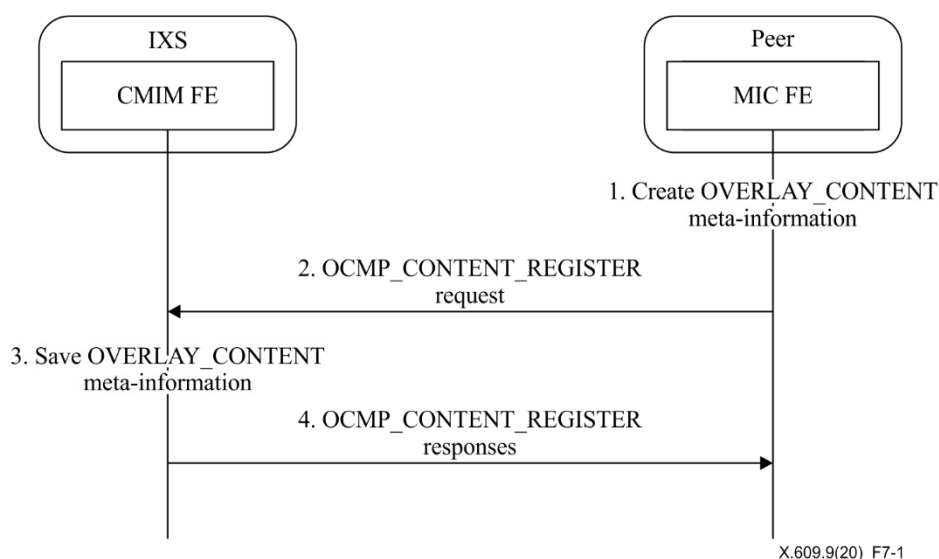 IXS
Peer
CMIM FE
MIC FE
1. Create OVERLAY_CONTENT
meta-information
2. OCMP_CONTENT_REGISTER
request
3. Save OVERLAY_CONTENT
meta-information
4. OCMP_CONTENT_REGISTER
responses
X.609.9(20)_F7-1